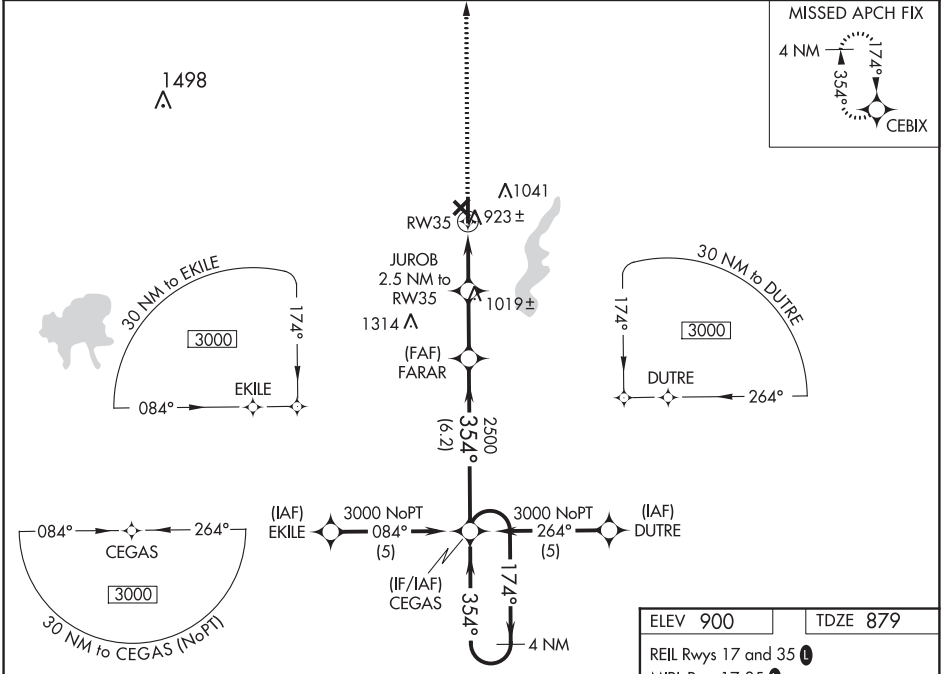 MISSED APCH FIX
4 NM
174°
354°
CEBIX
1498
1041
RW35
923±
JUROB
2.5 NM to
RW35
1019±
1314
(FAF)
FARAR
30 NM to EKILE
174°
3000
EKILE
084°
30 NM to DUTRE
174°
3000
DUTRE
264°
2500
354°
(6.2)
(IAF)
EKILE
3000 NoPT
084°
(5)
3000 NoPT
264°
(5)
(IAF)
DUTRE
(IF/IAF)
CEGAS
354°
174°
4 NM
084°
264°
CEGAS
3000
30 NM to CEGAS (NoPT)
ELEV 900
TDZE 879
REIL Rwys 17 and 35 L